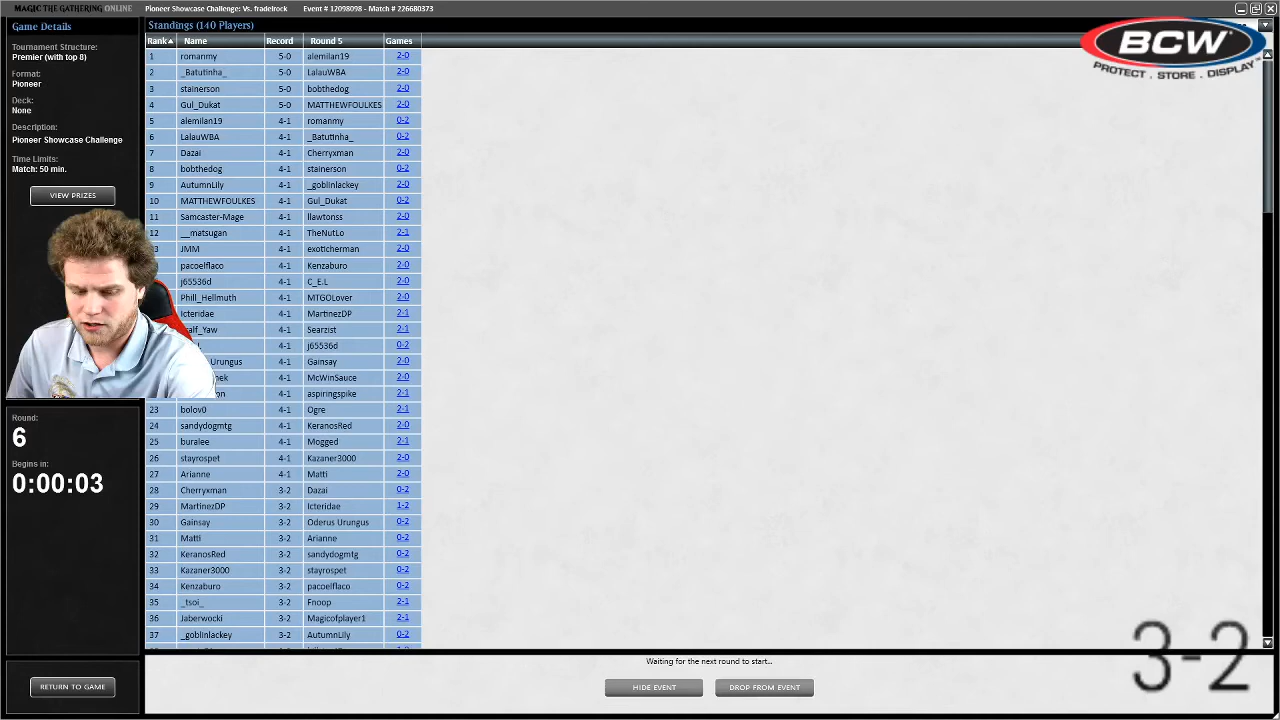 MAGIC THE GATHERING ONLINE Pioneer Showcase Challenge: Vs. tradelrock Event # 12098098 - Match # 226680373
Game Details
Tournament Structure:
Premier (with top 8)
Format:
Pioneer
Deck:
None
Description:
Pioneer Showcase Challenge
Time Limits:
Match: 50 min.
VIEW PRIZES
Round:
6
Begins in:
0:00:03
RETURN TO GAME
Standings (140 Players)
Rank Name Record Round 5 Games
1 romanmy 5-0 alemilan19 2-0
2 _Batutinha_ 5-0 LalauWBA 2-0
3 stainerson 5-0 bobthedog 2-0
4 Gul_Dukat 5-0 MATTHEWFOULKES 2-0
5 alemilan19 4-1 romanmy 0-2
6 LalauWBA 4-1 _Batutinha_ 0-2
7 Dazai 4-1 Cherryxman 2-0
8 bobthedog 4-1 stainerson 0-2
9 AutumnLily 4-1 _goblinlackey 2-0
10 MATTHEWFOULKES 4-1 Gul_Dukat 0-2
11 Samcaster-Mage 4-1 llawtonss 2-0
12 __matsugan 4-1 TheNutLo 2-1
3 JMM 4-1 exoticherman 2-0
pacoelflaco 4-1 Kenzaburo 2-0
j65536d 4-1 C_E.L 2-0
Phill_Hellmuth 4-1 MTGOLover 2-0
Icteridae 4-1 MartinezDP 2-1
alf_Yaw 4-1 Searzist 2-1
4-1 j65536d 0-2
Urungus 4-1 Gainsay 2-0
ek 4-1 McWinSauce 2-0
on 4-1 aspiringspike 2-1
23 bolov0 4-1 Ogre 2-1
24 sandydogmtg 4-1 KeranosRed 2-0
25 buralee 4-1 Mogged 2-1
26 stayrospet 4-1 Kazaner3000 2-0
27 Arianne 4-1 Matti 2-0
28 Cherryxman 3-2 Dazai 0-2
29 MartinezDP 3-2 Icteridae 1-2
30 Gainsay 3-2 Oderus Urungus 0-2
31 Matti 3-2 Arianne 0-2
32 KeranosRed 3-2 sandydogmtg 0-2
33 Kazaner3000 3-2 stayrospet 0-2
34 Kenzaburo 3-2 pacoelflaco 0-2
35 _tsoi_ 3-2 Fnoop 2-1
36 Jaberwocki 3-2 Magicofplayer1 2-1
37 _goblinlackey 3-2 AutumnLily 0-2
Waiting for the next round to start...
HIDE EVENT DROP FROM EVENT
BCW
PROTECT . STORE . DISPLAY
3-2